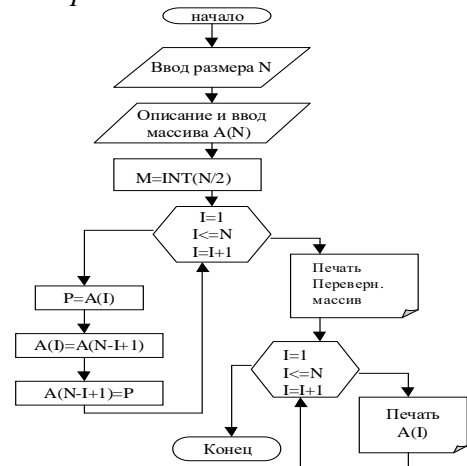 начало
Ввод размера N
Описание и ввод
массива A(N)
M=INT(N/2)
I=1
I<=N
I=I+1
P=A(I)
A(I)=A(N-I+1)
A(N-I+1)=P
Печать
Переверн.
массив
I=1
I<=N
I=I+1
Печать
A(I)
Конец